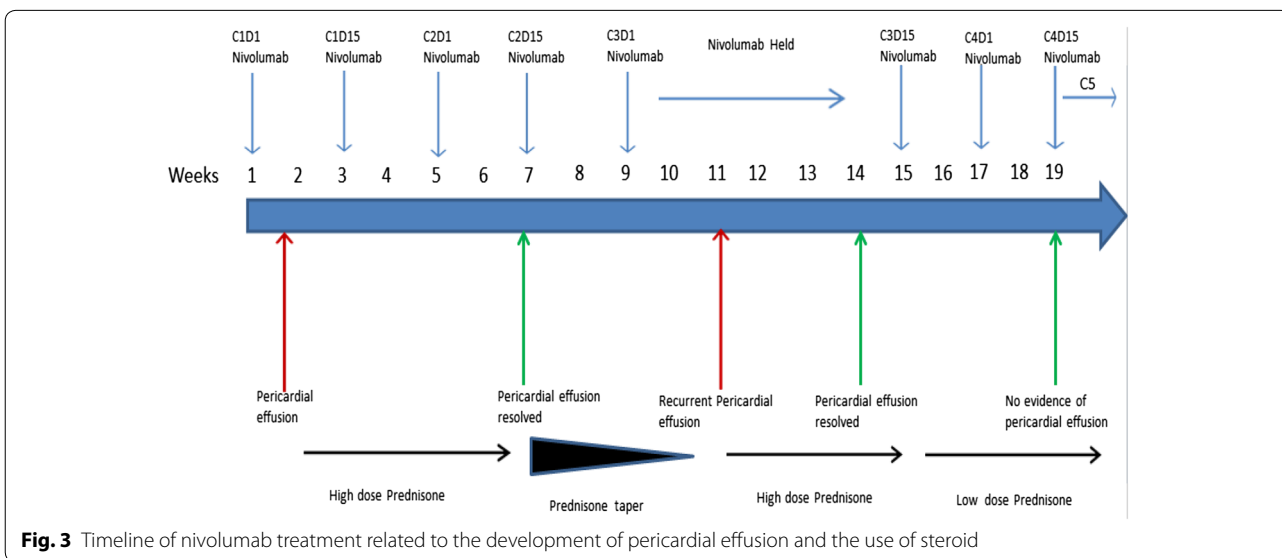 C1D1
Nivolumab
C1D15
Nivolumab
C2D1
Nivolumab
C2D15
Nivolumab
C3D1
Nivolumab
Nivolumab Held
C3D15
Nivolumab
C4D1
Nivolumab
C4D15
Nivolumab
C5
Weeks 1 2 3 4 5 6 7 8 9 10 11 12 13 14 15 16 17 18 19
Pericardial
effusion
Pericardial effusion
resolved
Recurrent Pericardial
effusion
Pericardial effusion
resolved
No evidence of
pericardial effusion
High dose Prednisone
Prednisone taper
High dose Prednisone
Low dose Prednisone
Fig. 3 Timeline of nivolumab treatment related to the development of pericardial effusion and the use of steroid